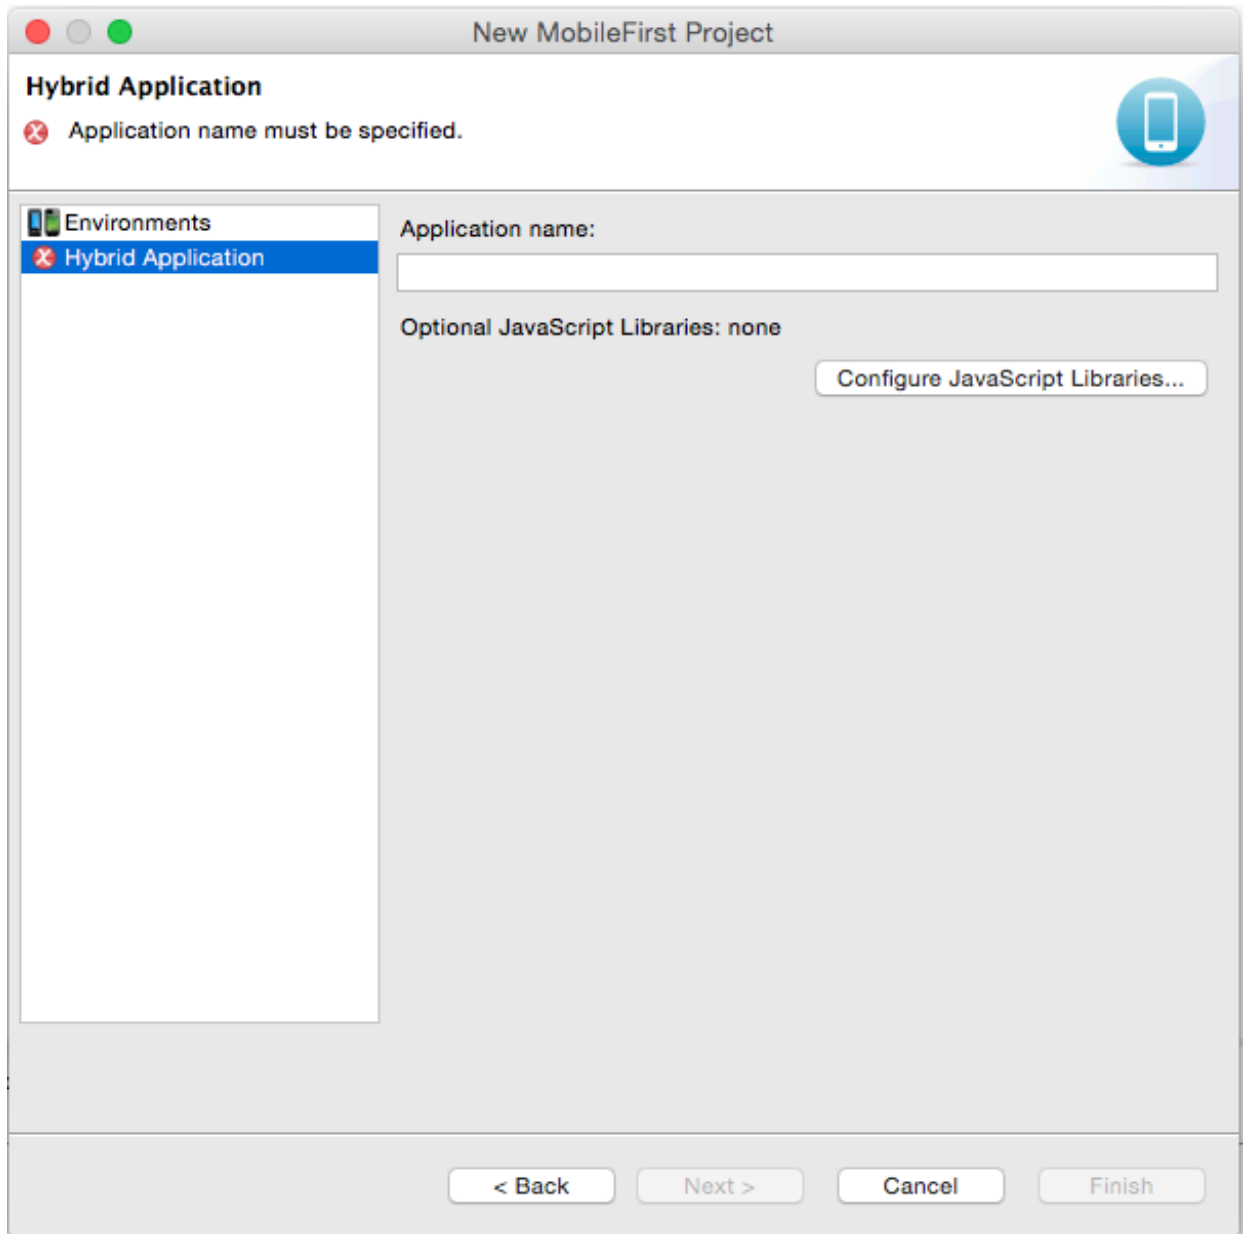 New MobileFirst Project
Hybrid Application
Application name must be specified.
Environments
Hybrid Application
Application name:
Optional JavaScript Libraries: none
Configure JavaScript Libraries...
< Back
Next >
Cancel
Finish